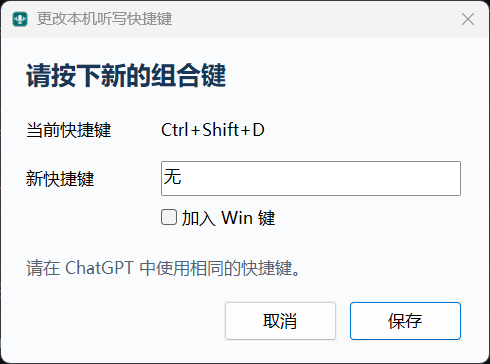 更改本机听写快捷键
请按下新的组合键
当前快捷键 Ctrl+Shift+D
新快捷键 无
加入 Win 键
请在 ChatGPT 中使用相同的快捷键。
取消 保存